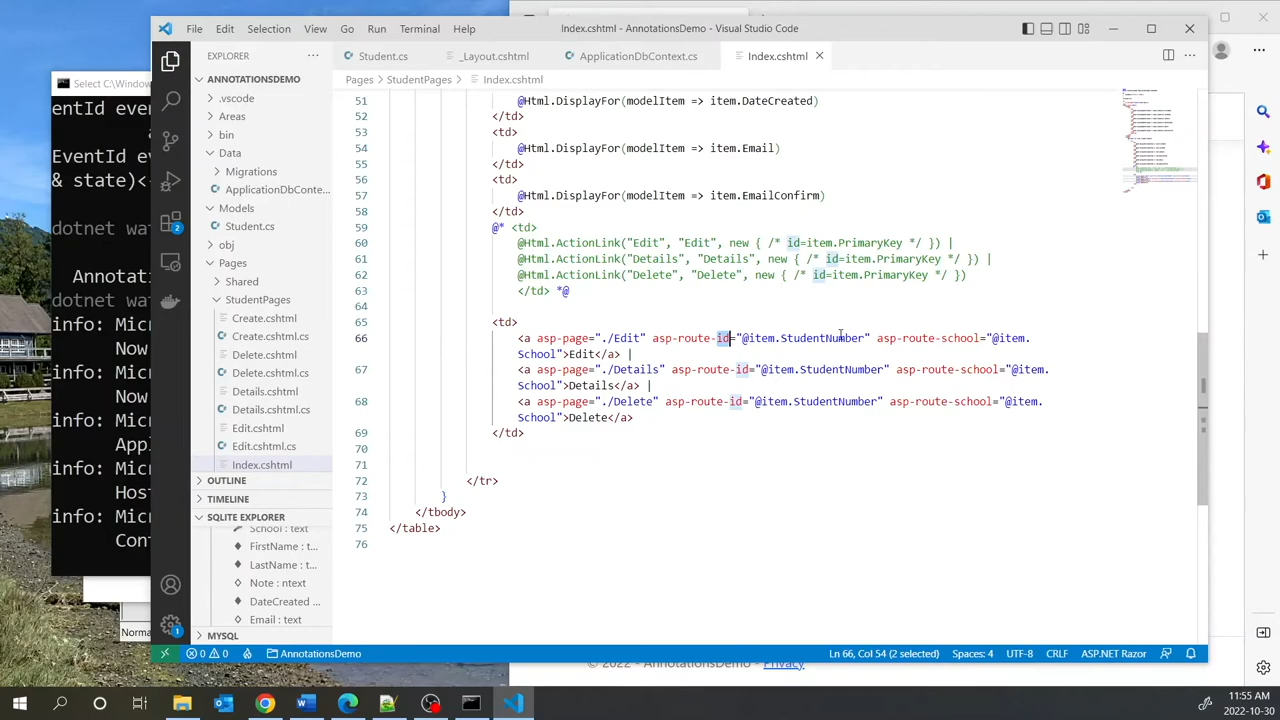 File Edit Selection View Go Run Terminal Help Index.cshtml - AnnotationsDemo - Visual Studio Code
EXPLORER ···
Student.cs _Layout.cshtml ApplicationDbContext.cs Index.cshtml
Pages > StudentPages > Index.cshtml
ANNOTATIONSDEMO
.vscode
Areas
bin
Data
Migrations
ApplicationDbConte...
Models
Student.cs
obj
Pages
Shared
StudentPages
Create.cshtml
Create.cshtml.cs
Delete.cshtml
Delete.cshtml.cs
Details.cshtml
Details.cshtml.cs
Edit.cshtml
Edit.cshtml.cs
Index.cshtml
OUTLINE
TIMELINE
SQLITE EXPLORER
School : text
FirstName : t...
LastName : te...
Note : ntext
DateCreated ...
Email : text
MYSQL
51 @Html.DisplayFor(modelItem => item.DateCreated)
52 </td>
53 <td>
54 @Html.DisplayFor(modelItem => item.Email)
55 </td>
56 <td>
57 @Html.DisplayFor(modelItem => item.EmailConfirm)
58 </td>
59 @* <td>
60 @Html.ActionLink("Edit", "Edit", new { /* id=item.PrimaryKey */ }) |
61 @Html.ActionLink("Details", "Details", new { /* id=item.PrimaryKey */ }) |
62 @Html.ActionLink("Delete", "Delete", new { /* id=item.PrimaryKey */ })
63 </td> *@
64
65 <td>
66 <a asp-page="./Edit" asp-route-id="@item.StudentNumber" asp-route-school="@item.
School">Edit</a> |
67 <a asp-page="./Details" asp-route-id="@item.StudentNumber" asp-route-school="@item.
School">Details</a> |
68 <a asp-page="./Delete" asp-route-id="@item.StudentNumber" asp-route-school="@item.
School">Delete</a>
69 </td>
70
71
72 </tr>
73 }
74 </tbody>
75 </table>
76
0 0 AnnotationsDemo Ln 66, Col 54 (2 selected) Spaces: 4 UTF-8 CRLF ASP.NET Razor
Select C:\Window
entId eve
a
EventId e
& state)<
dotnet wa
Annotati
dotnet wa
info: Mic
Now
info: Mic
Now
info: Mic
Appl
info: Mic
Host
info: Mic
Cont
Norma
© 2022 - AnnotationsDemo - Privacy
11:55 AM
2022-10-30